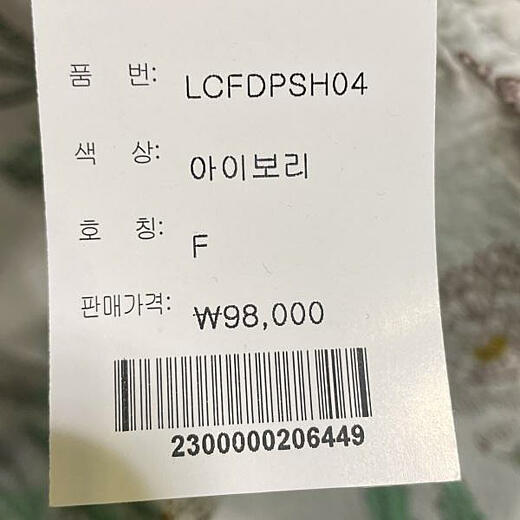 품 번: LCFDPSH04
색 상: 아이보리
호 칭: F
판매가격: ₩98,000
2300000206449